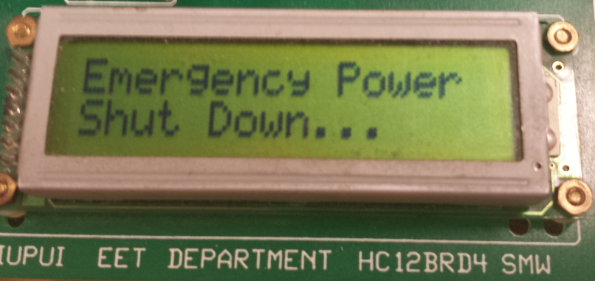 Emergency Power
Shut Down...
IUPUI EET DEPARTMENT HC12BRD4 SMW